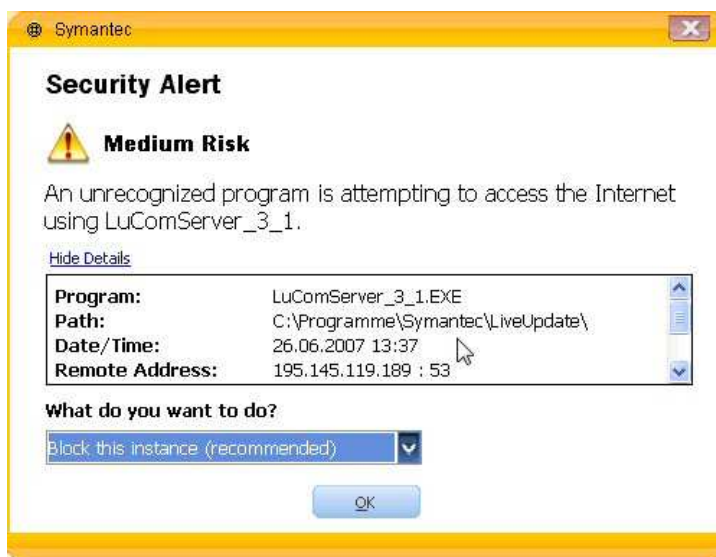 Symantec
Security Alert
Medium Risk
An unrecognized program is attempting to access the Internet
using LuComServer_3_1.
Hide Details
Program: LuComServer_3_1.EXE
Path: C:\Programme\Symantec\LiveUpdate\
Date/Time: 26.06.2007 13:37
Remote Address: 195.145.119.189 : 53
What do you want to do?
Block this instance (recommended)
OK